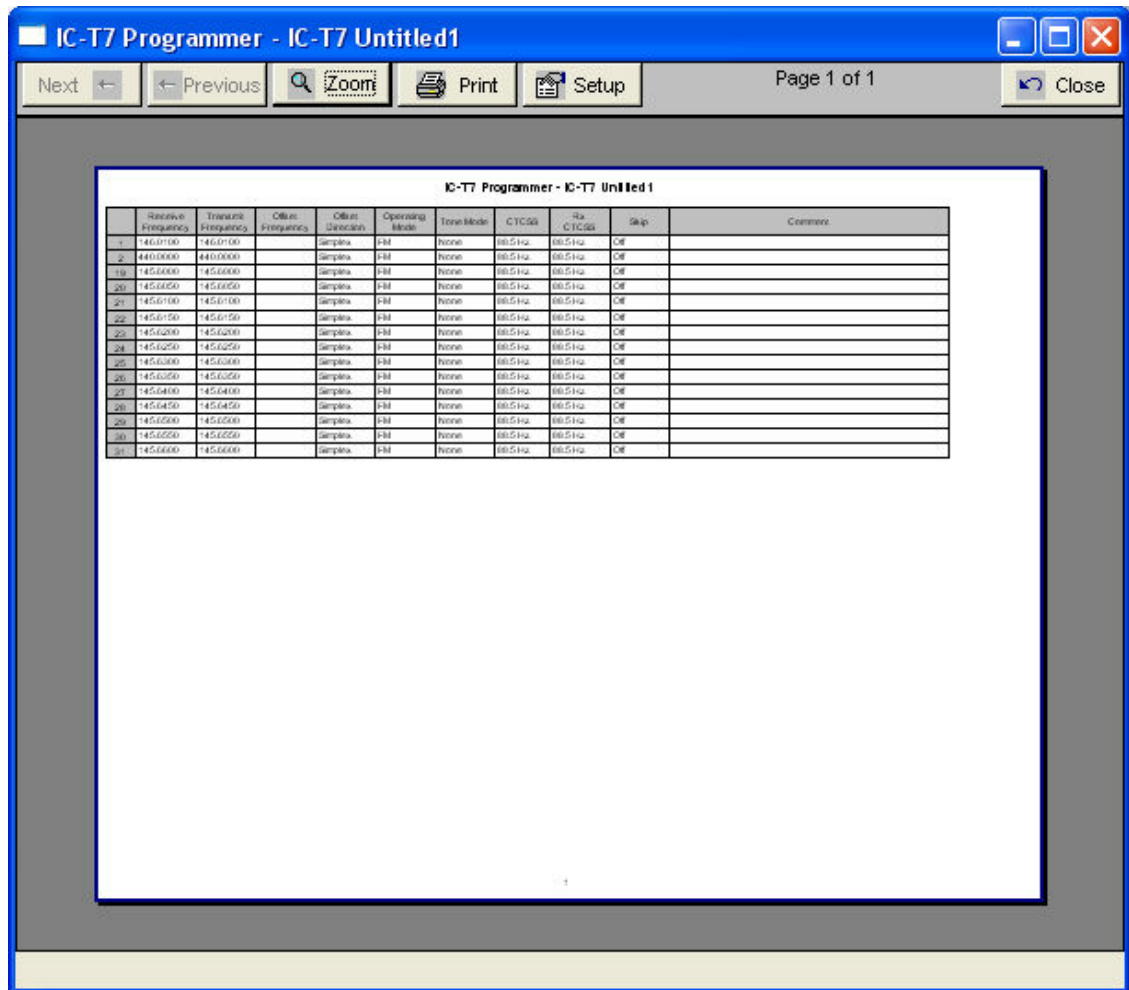 IC-T7 Programmer - IC-T7 Untitled1
Next Previous Zoom Print Setup Page 1 of 1 Close
IC-T7 Programmer - IC-T7 Untitled1
Receive Frequency Transmit Frequency Offset Frequency Offset Direction Operating Mode Tone Mode CTCSS Rx CTCSS Skip Comment
1 146.0100 146.0100 Simplex FM None 88.5 Hz 88.5 Hz Off
2 440.0000 440.0000 Simplex FM None 88.5 Hz 88.5 Hz Off
19 145.6000 145.6000 Simplex FM None 88.5 Hz 88.5 Hz Off
20 145.6050 145.6050 Simplex FM None 88.5 Hz 88.5 Hz Off
21 145.6100 145.6100 Simplex FM None 88.5 Hz 88.5 Hz Off
22 145.6150 145.6150 Simplex FM None 88.5 Hz 88.5 Hz Off
23 145.6200 145.6200 Simplex FM None 88.5 Hz 88.5 Hz Off
24 145.6250 145.6250 Simplex FM None 88.5 Hz 88.5 Hz Off
25 145.6300 145.6300 Simplex FM None 88.5 Hz 88.5 Hz Off
26 145.6350 145.6350 Simplex FM None 88.5 Hz 88.5 Hz Off
27 145.6400 145.6400 Simplex FM None 88.5 Hz 88.5 Hz Off
28 145.6450 145.6450 Simplex FM None 88.5 Hz 88.5 Hz Off
29 145.6500 145.6500 Simplex FM None 88.5 Hz 88.5 Hz Off
30 145.6550 145.6550 Simplex FM None 88.5 Hz 88.5 Hz Off
31 145.6600 145.6600 Simplex FM None 88.5 Hz 88.5 Hz Off